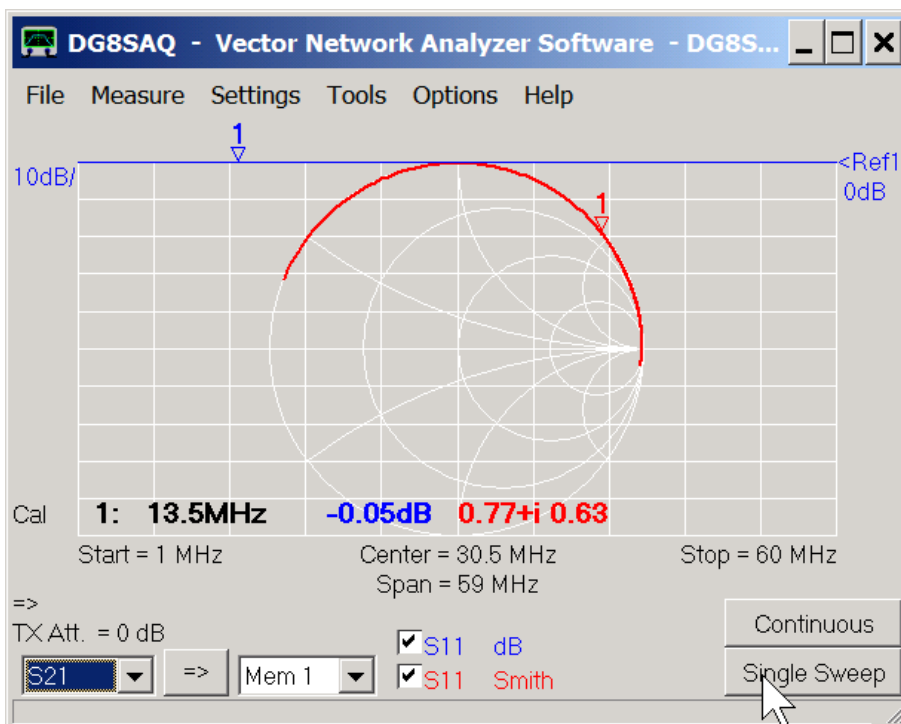 DG8SAQ - Vector Network Analyzer Software - DG8S...
File Measure Settings Tools Options Help
1
10dB/
<Ref1
0dB
1
Cal 1: 13.5MHz -0.05dB 0.77+i 0.63
Start = 1 MHz Center = 30.5 MHz Stop = 60 MHz
Span = 59 MHz
=>
TX Att. = 0 dB
Continuous
S11 dB
S21 => Mem 1
S11 Smith
Single Sweep